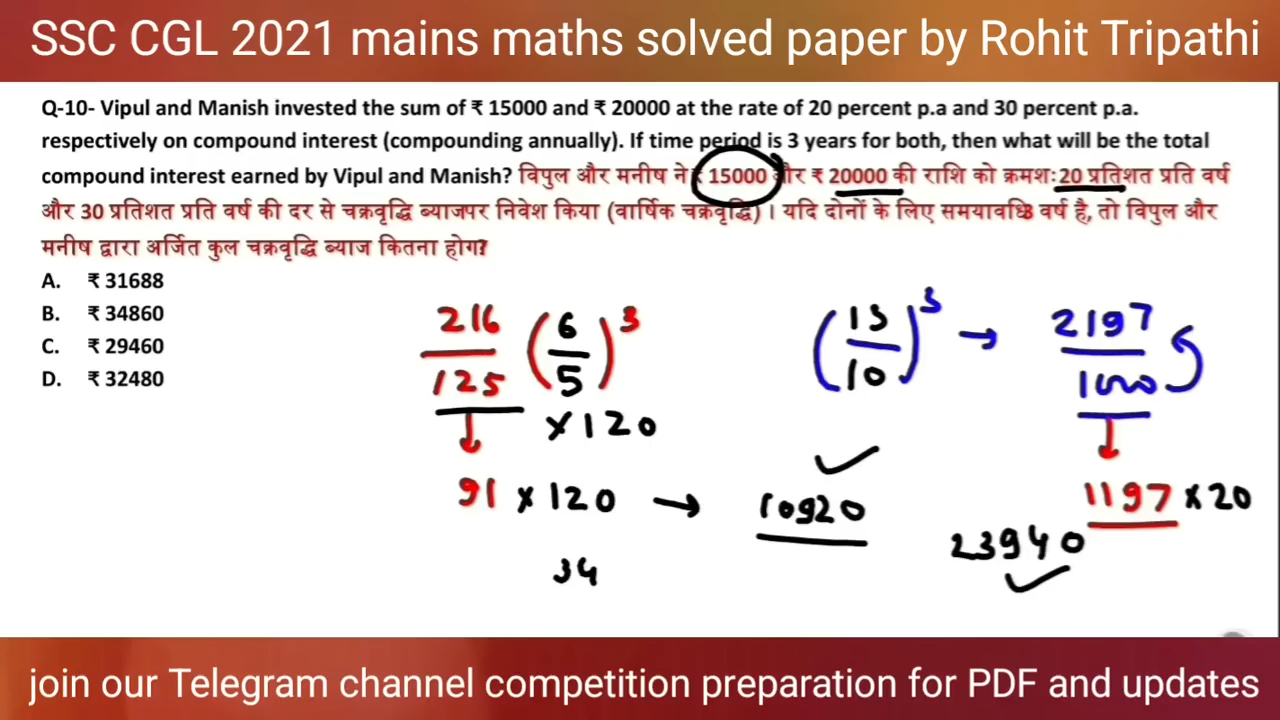 SSC CGL 2021 mains maths solved paper by Rohit Tripathi
Q-10- Vipul and Manish invested the sum of ₹ 15000 and ₹ 20000 at the rate of 20 percent p.a and 30 percent p.a.
respectively on compound interest (compounding annually). If time period is 3 years for both, then what will be the total
compound interest earned by Vipul and Manish? विपुल और मनीष ने ₹ 15000 और ₹ 20000 की राशि को क्रमशः 20 प्रतिशत प्रति वर्ष
और 30 प्रतिशत प्रति वर्ष की दर से चक्रवृद्धि ब्याजपर निवेश किया (वार्षिक चक्रवृद्धि) । यदि दोनों के लिए समयावधि 3 वर्ष है, तो विपुल और
मनीष द्वारा अर्जित कुल चक्रवृद्धि ब्याज कितना होगा?
A. ₹ 31688
B. ₹ 34860
C. ₹ 29460
D. ₹ 32480
216/125 (6/5)^3
×120
91 × 120 → 10920
34
(13/10)^3 → 2197/1000
1197 × 20
23940
join our Telegram channel competition preparation for PDF and updates